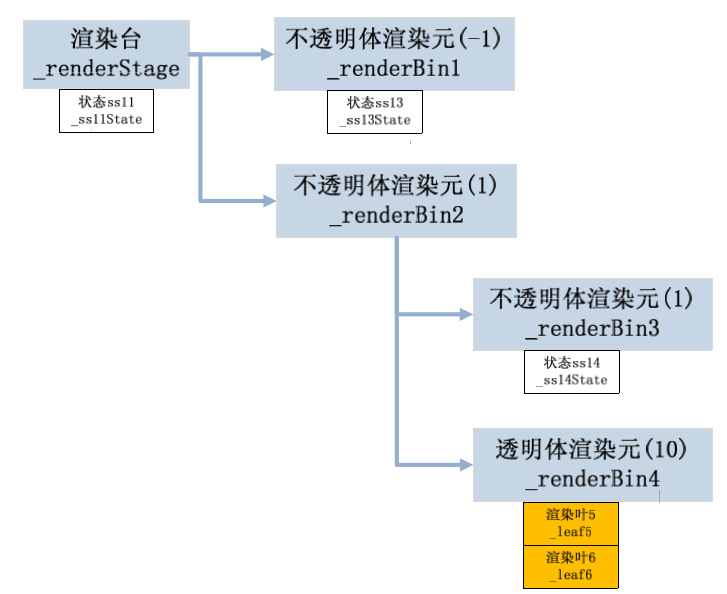 渲染台
_renderStage
状态ss11
_ss11State
不透明体渲染元(-1)
_renderBin1
状态ss13
_ss13State
不透明体渲染元(1)
_renderBin2
不透明体渲染元(1)
_renderBin3
状态ss14
_ss14State
透明体渲染元(10)
_renderBin4
渲染叶5
_leaf5
渲染叶6
_leaf6